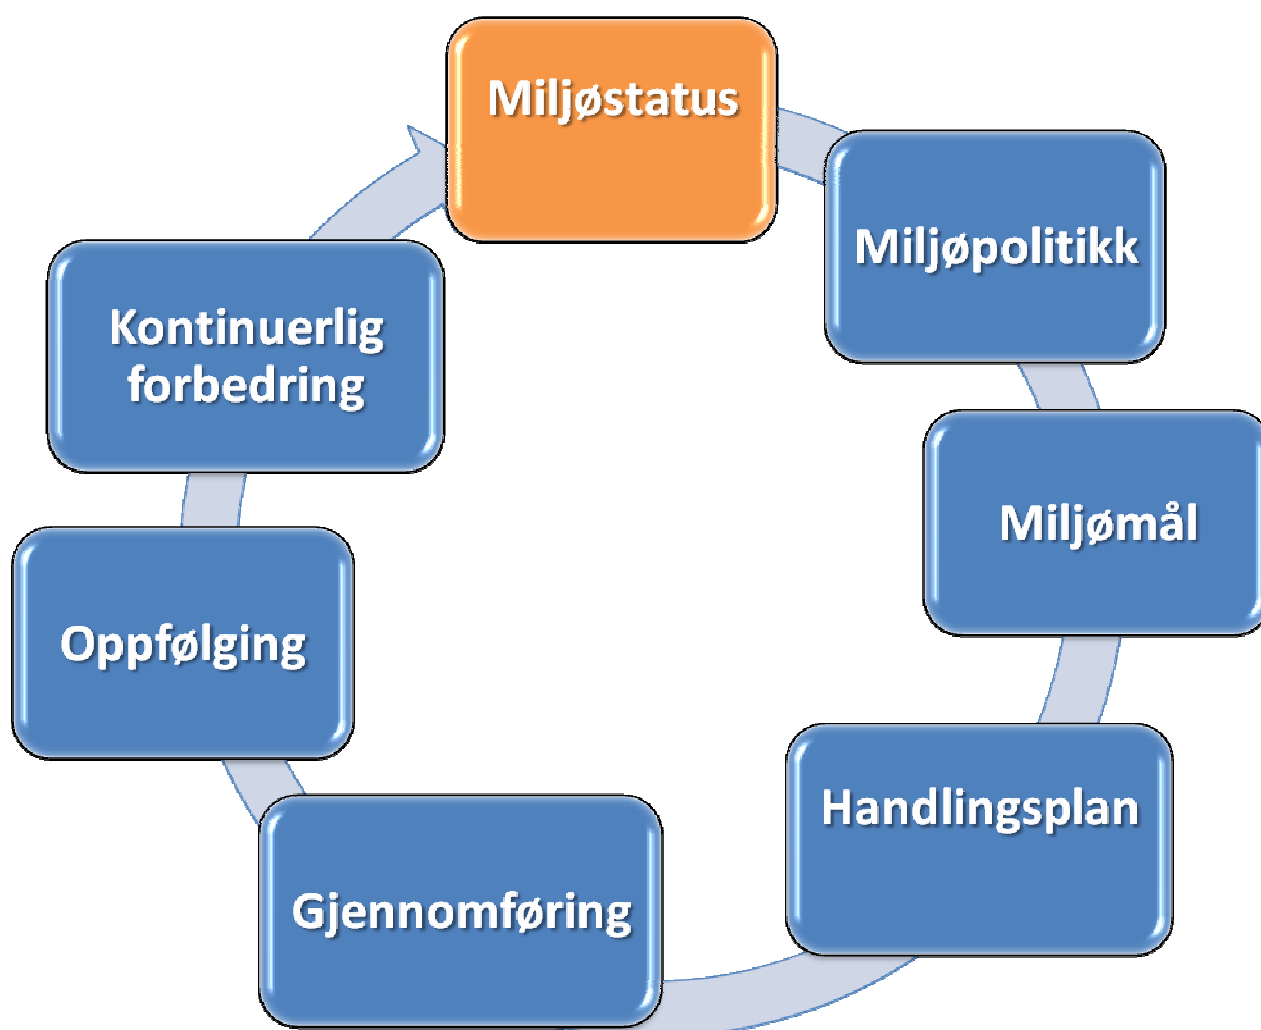 Miljøstatus
Miljøpolitikk
Miljømål
Handlingsplan
Gjennomføring
Oppfølging
Kontinuerlig
forbedring